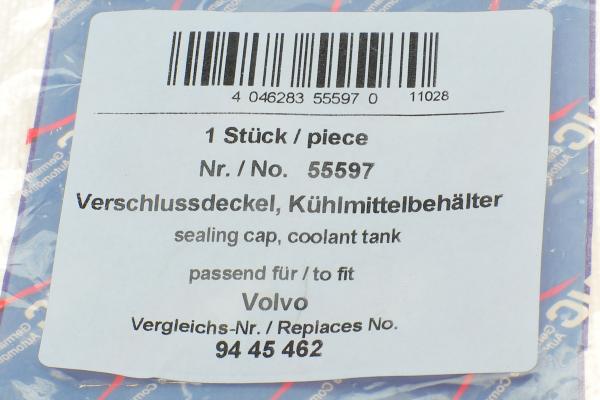 4 046283 55597 0 11028
1 Stück / piece
Nr. / No. 55597
Verschlussdeckel, Kühlmittelbehälter
sealing cap, coolant tank
passend für / to fit
Volvo
Vergleichs-Nr. / Replaces No.
94 45 462